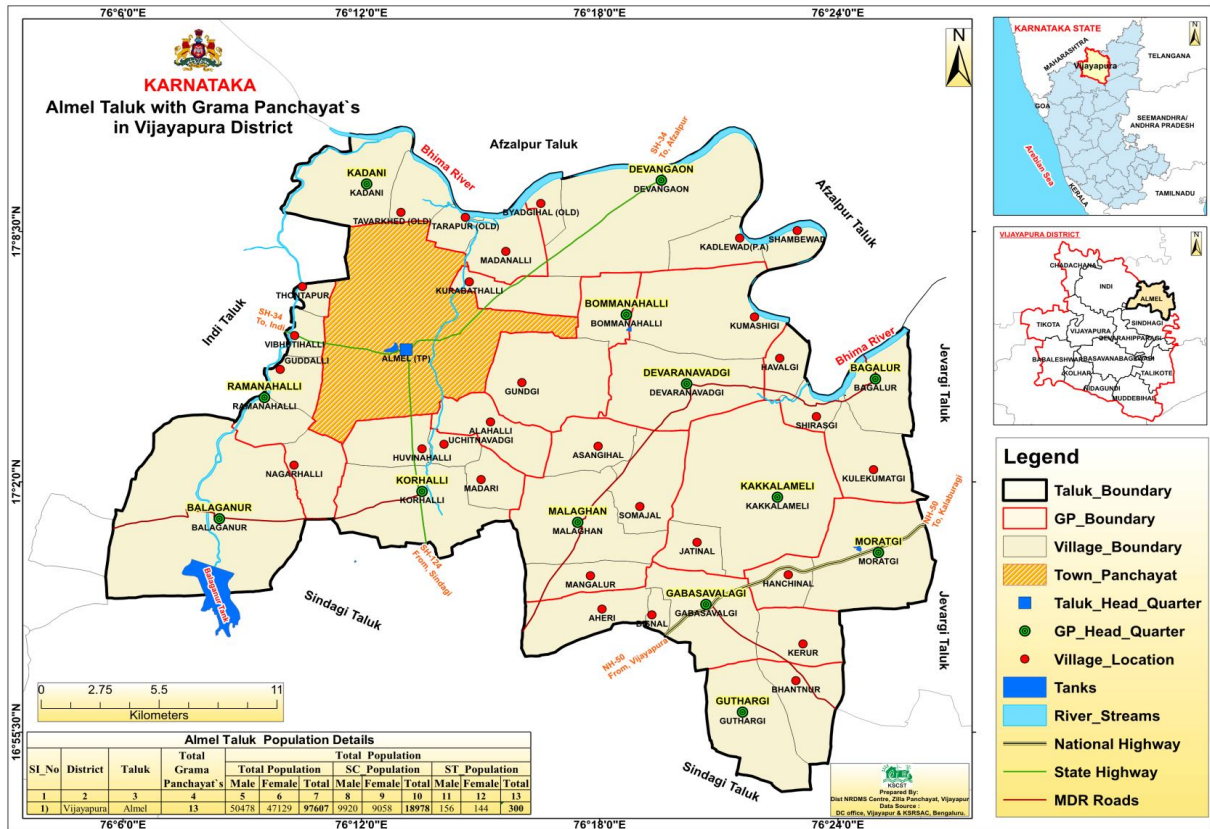 76°6'0"E
76°12'0"E
76°18'0"E
76°24'0"E
KARNATAKA
Almel Taluk with Grama Panchayat`s
in Vijayapura District
N
17°8'30"N
17°2'0"N
16°55'30"N
SH-34
To. Afzalpur
Afzalpur Taluk
Bhima River
KADANI
KADANI
DEVANGAON
DEVANGAON
TAVARKHED (OLD)
TARAPUR (OLD)
BYADGIHAL (OLD)
Afzalpur Taluk
SHAMBEWAD
KADLEWAD(P.A)
MADANALLI
KURABATHALLI
THONTAPUR
Indi Taluk
SH-34
To. Indi
BOMMANAHALLI
BOMMANAHALLI
KUMASHIGI
VIBHUTIHALLI
ALMEL (TP)
GUDDALLI
HAVALGI
Bhima River
Jevargi Taluk
BAGALUR
BAGALUR
RAMANAHALLI
RAMANAHALLI
GUNDGI
DEVARANAVADGI
DEVARANAVADGI
SHIRASGI
ALAHALLI
UCHITNAVADGI
HUVINAHALLI
ASANGIHAL
NAGARHALLI
MADARI
KORHALLI
KORHALLI
KULEKUMATGI
KAKKALAMELI
KAKKALAMELI
NH-50
To. Kalaburagi
BALAGANUR
BALAGANUR
MALAGHAN
MALAGHAN
SOMAJAL
JATINAL
MORATGI
MORATGI
SH-124
From, Sindagi
Balaganur Tank
Sindagi Taluk
MANGALUR
HANCHINAL
GABASAVALAGI
GABASAVALGI
AHERI
BISNAL
Jevargi Taluk
NH-50
From. Vijayapura
KERUR
BHANTNUR
GUTHARGI
GUTHARGI
Sindagi Taluk
0 2.75 5.5 11
Kilometers
Almel Taluk Population Details
SI_No District Taluk Total Grama Panchayat`s Total Population
Total Population SC_Population ST_Population
Male Female Total Male Female Total Male Female Total
1 2 3 4 5 6 7 8 9 10 11 12 13
1) Vijayapura Almel 13 50478 47129 97607 9920 9058 18978 156 144 300
KSCST
Prepared By:
Dist NRDMS Centre, Zilla Panchayat, Vijayapur
Data Source :
DC office, Vijayapur & KSRSAC, Bengaluru.
76°6'0"E
76°12'0"E
76°18'0"E
76°24'0"E
KARNATAKA STATE
N
MAHARASHTRA
TELANGANA
Vijayapura
GOA
SEEMANDHRA/
ANDHRA PRADESH
Arebian Sea
KERALA
TAMILNADU
VIJAYAPURA DISTRICT
N
CHADACHANA
INDI
ALMEL
TIKOTA
VIJAYAPURA
SINDHAGI
DEVARAHIPPARAGI
BABALESHWAR
BASAVANABAGEWADI
KOLHAR
TALIKOTE
NIDAGUNDI
MUDDEBIHAL
Legend
Taluk_Boundary
GP_Boundary
Village_Boundary
Town_Panchayat
Taluk_Head_Quarter
GP_Head_Quarter
Village_Location
Tanks
River_Streams
National Highway
State Highway
MDR Roads